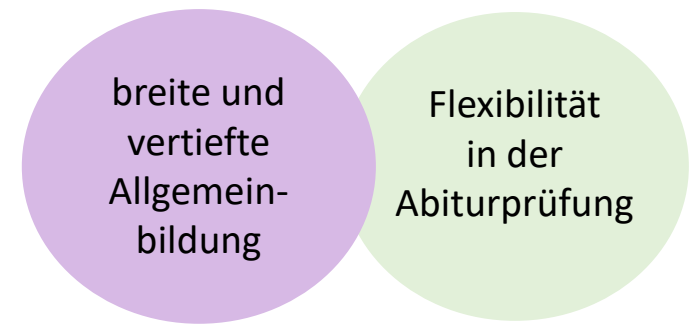 breite und
vertiefte
Allgemein-
bildung
Flexibilität
in der
Abiturprüfung